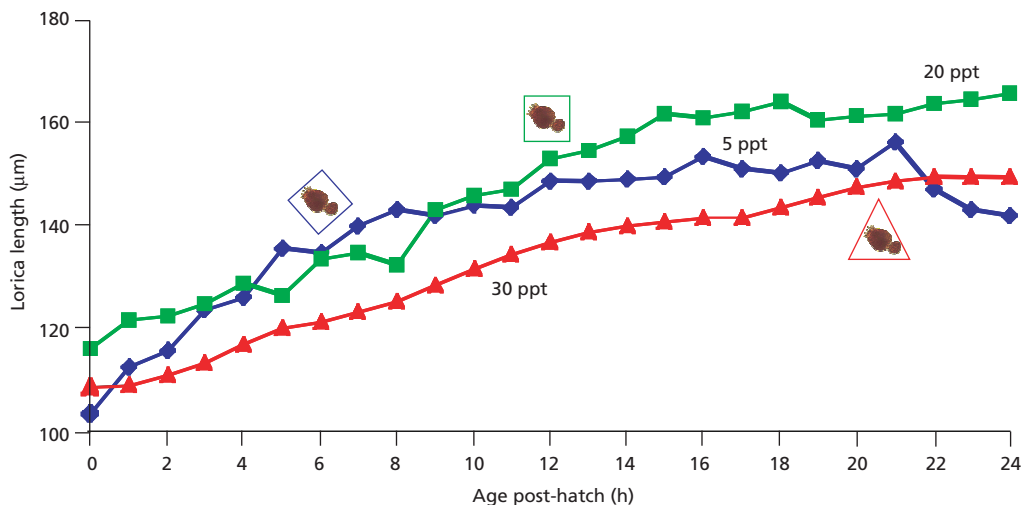 180
160
140
120
100
Lorica length (µm)
20 ppt
5 ppt
30 ppt
0 2 4 6 8 10 12 14 16 18 20 22 24
Age post-hatch (h)